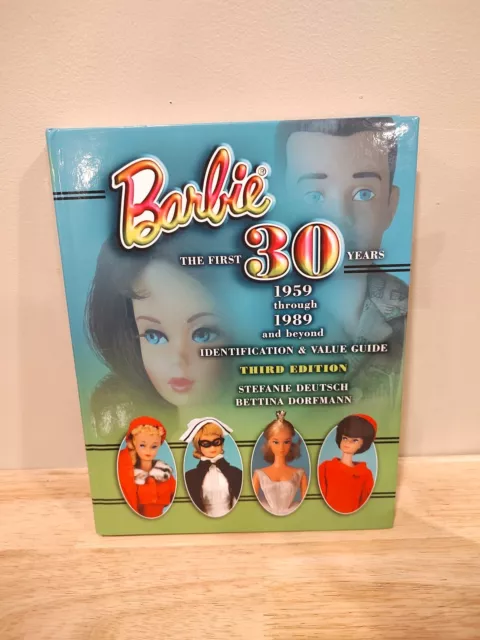 Barbie®
THE FIRST 30 YEARS
1959
through
1989
and beyond
IDENTIFICATION & VALUE GUIDE
THIRD EDITION
STEFANIE DEUTSCH
BETTINA DORFMANN